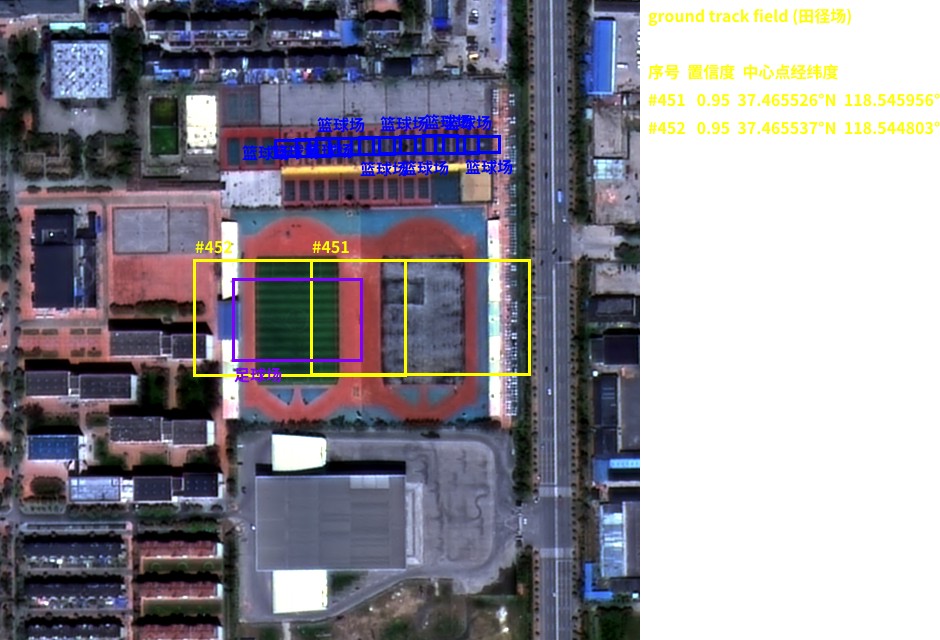 ground track field (田径场)
序号 置信度 中心点经纬度
#451 0.95 37.465526°N 118.545956°
#452 0.95 37.465537°N 118.544803°
篮球场 篮球场 篮球场 篮球场
篮球场
篮球场 篮球场 篮球场
#452 #451
足球场